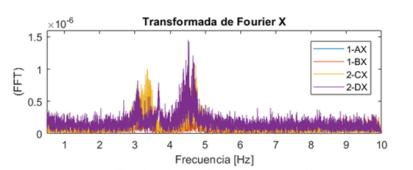 Transformada de Fourier X
×10⁻⁶
1.5
1
0.5
0
(FFT)
1-AX
1-BX
2-CX
2-DX
1 2 3 4 5 6 7 8 9 10
Frecuencia [Hz]